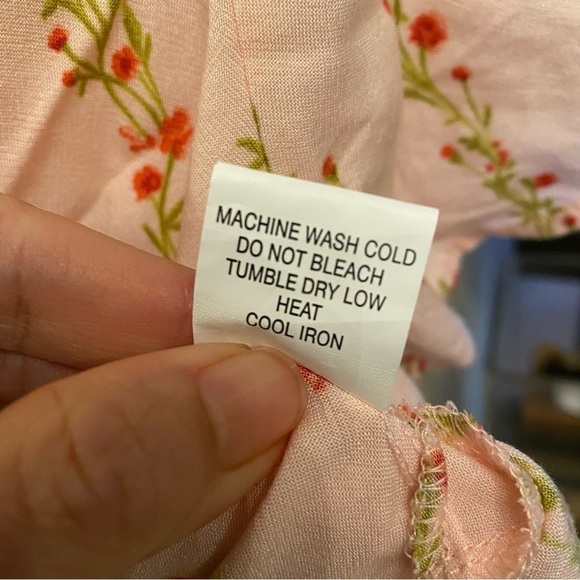 MACHINE WASH COLD
DO NOT BLEACH
TUMBLE DRY LOW
HEAT
COOL IRON